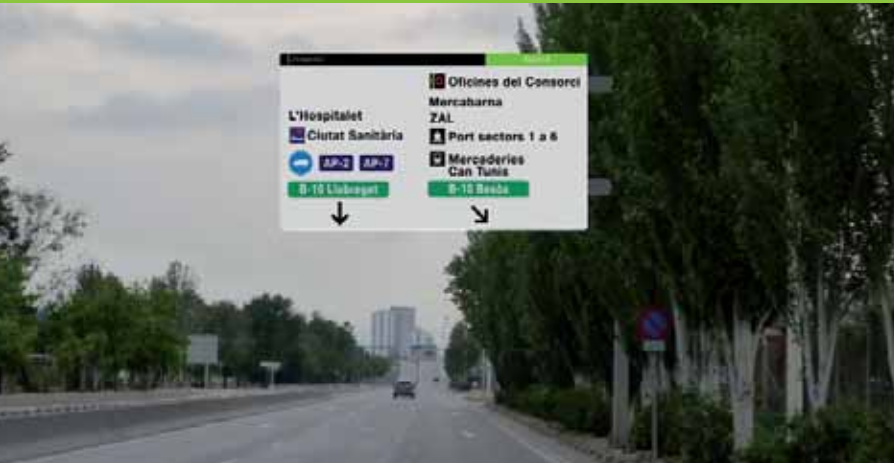 L'Hospitalet
Ciutat Sanitària
AP-2 AP-7
B-10 Llobregat
Oficines del Consorci
Mercabarna
ZAL
Port sectors 1 a 6
Mercaderies
Can Tunis
B-10 Besòs